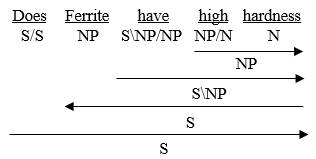 Does Ferrite have high hardness
S/S NP S\NP/NP NP/N N
NP
S\NP
S
S